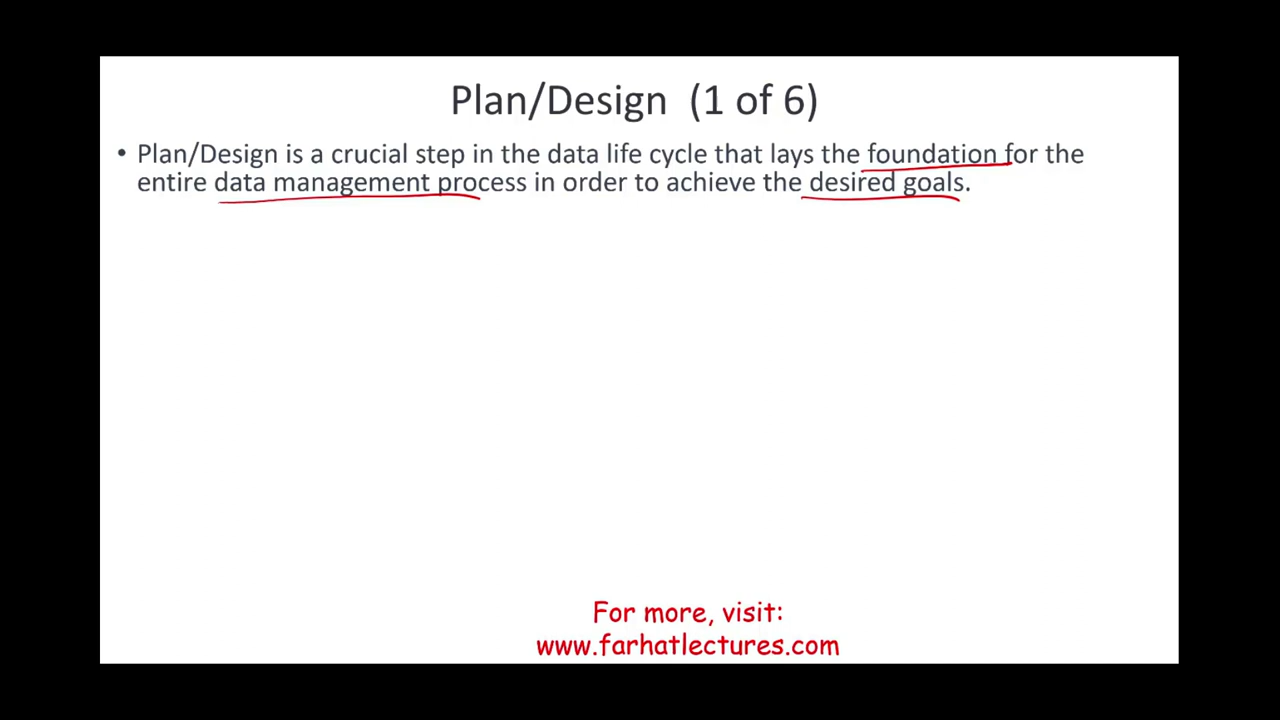 Plan/Design (1 of 6)
• Plan/Design is a crucial step in the data life cycle that lays the foundation for the
entire data management process in order to achieve the desired goals.
For more, visit:
www.farhatlectures.com